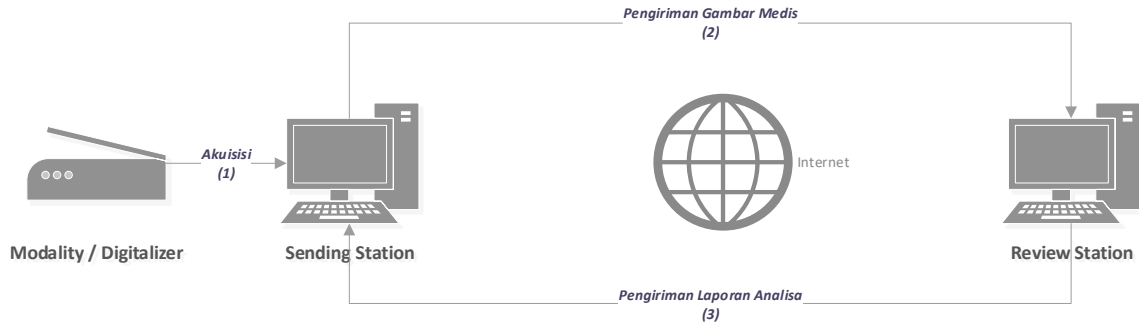 Pengiriman Gambar Medis
(2)
Akuisisi
(1)
Internet
Modality / Digitalizer
Sending Station
Review Station
Pengiriman Laporan Analisa
(3)